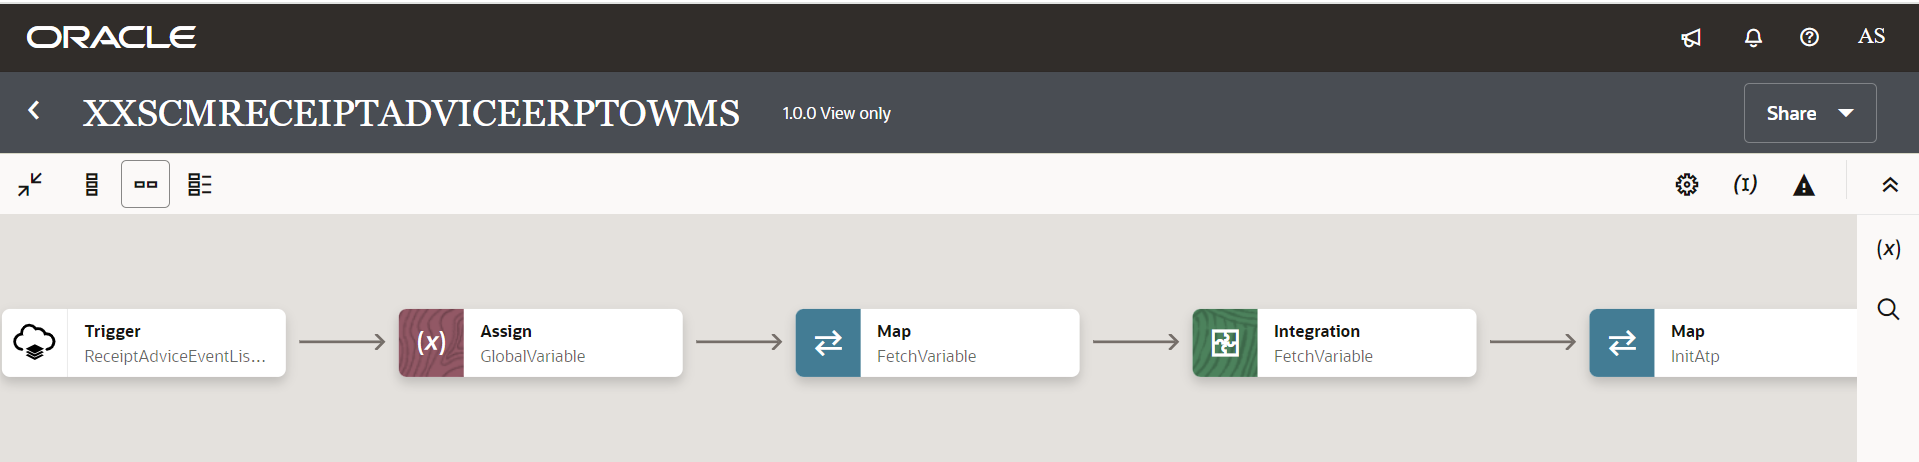 ORACLE
AS
XXSCMRECEIPTADVICEERPTOWMS
1.0.0 View only
Share
(I)
(x)
Trigger
ReceiptAdviceEventLis...
(x)
Assign
GlobalVariable
Map
FetchVariable
Integration
FetchVariable
Map
InitAtp